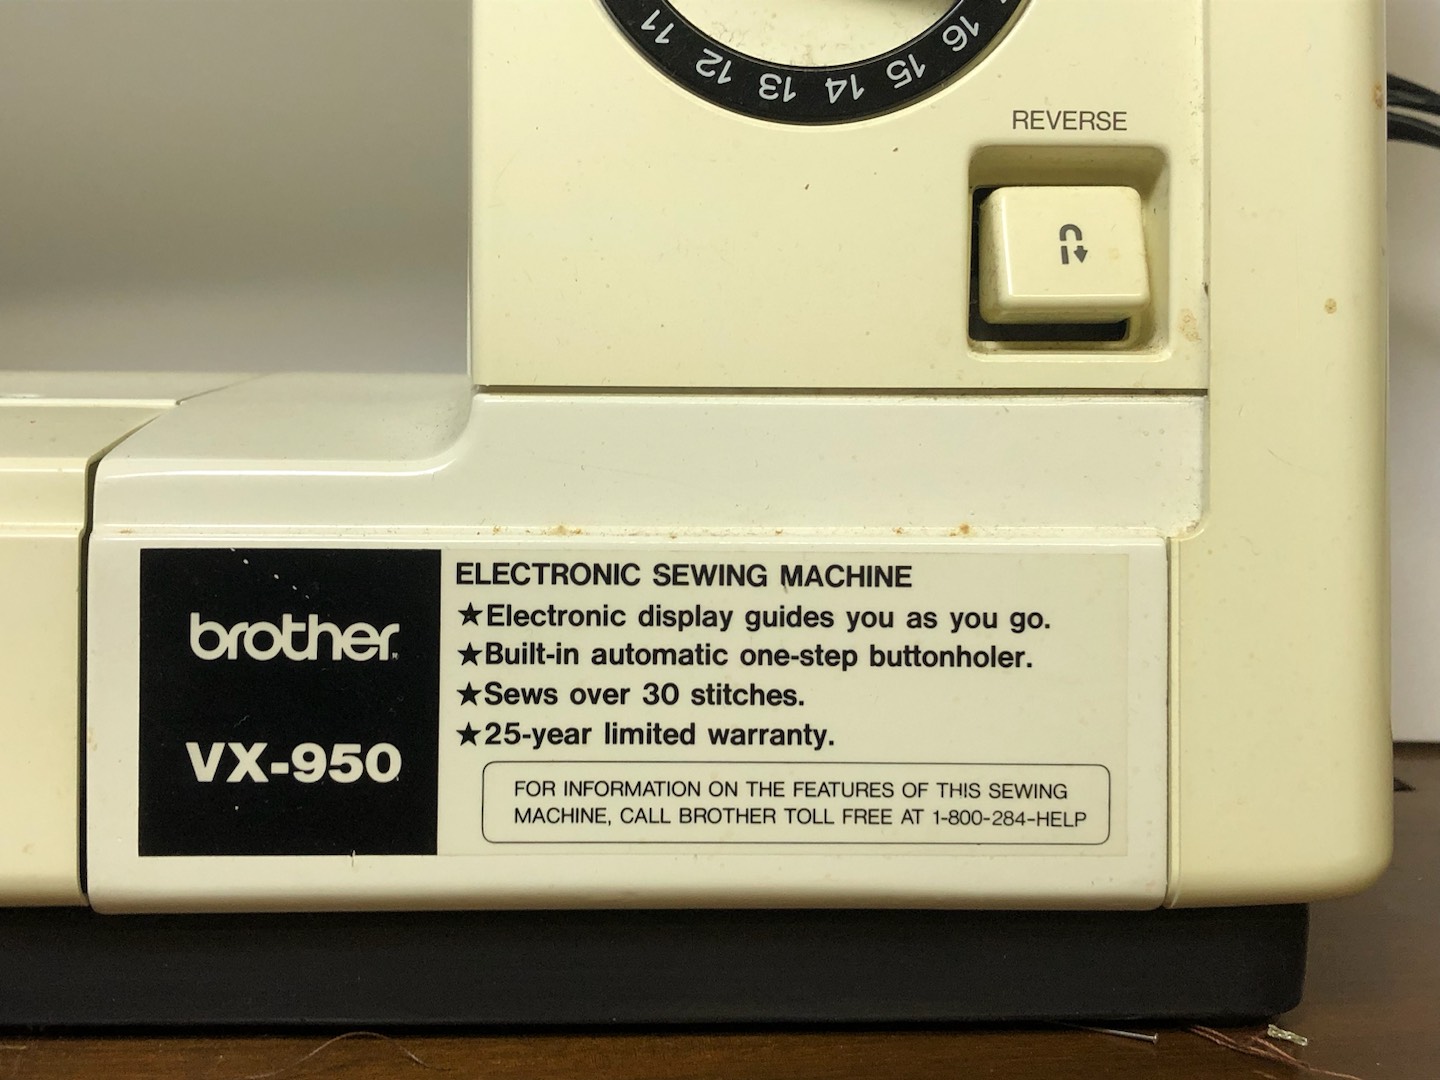 11 12 13 14 15 16
REVERSE
brother
VX-950
ELECTRONIC SEWING MACHINE
★Electronic display guides you as you go.
★Built-in automatic one-step buttonholer.
★Sews over 30 stitches.
★25-year limited warranty.
FOR INFORMATION ON THE FEATURES OF THIS SEWING
MACHINE, CALL BROTHER TOLL FREE AT 1-800-284-HELP